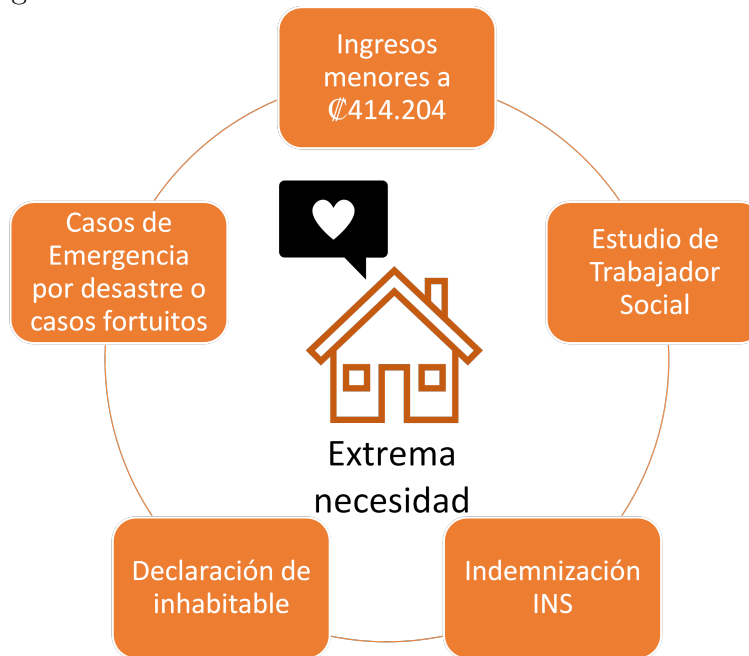 Ingresos
menores a
₡414.204
Estudio de
Trabajador
Social
Indemnización
INS
Declaración de
inhabitable
Casos de
Emergencia
por desastre o
casos fortuitos
Extrema
necesidad